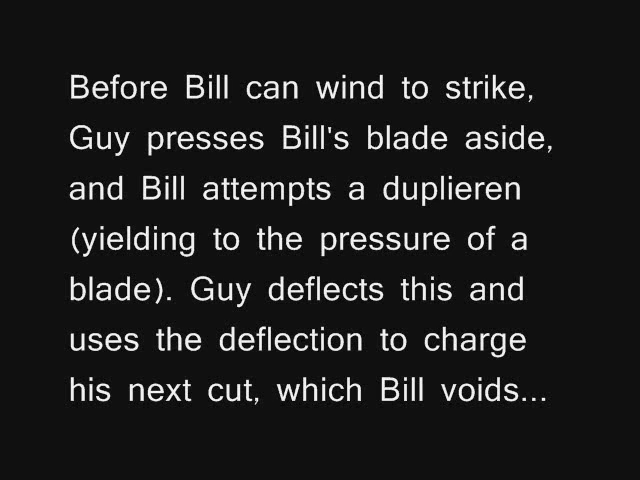 Before Bill can wind to strike,
Guy presses Bill's blade aside,
and Bill attempts a duplieren
(yielding to the pressure of a
blade). Guy deflects this and
uses the deflection to charge
his next cut, which Bill voids...